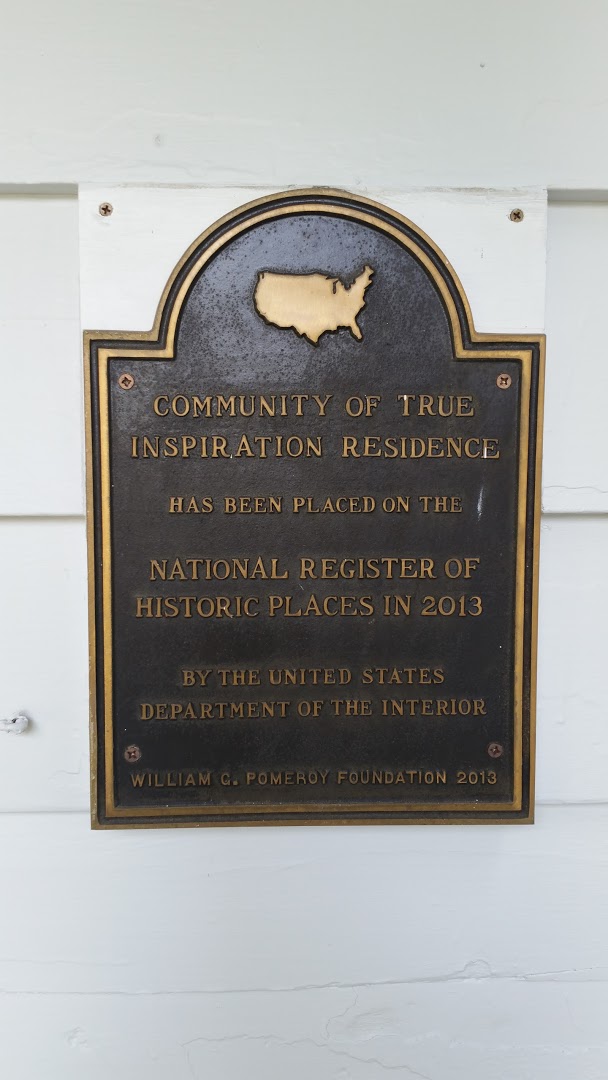 COMMUNITY OF TRUE
INSPIRATION RESIDENCE
HAS BEEN PLACED ON THE
NATIONAL REGISTER OF
HISTORIC PLACES IN 2013
BY THE UNITED STATES
DEPARTMENT OF THE INTERIOR
WILLIAM G. POMEROY FOUNDATION 2013